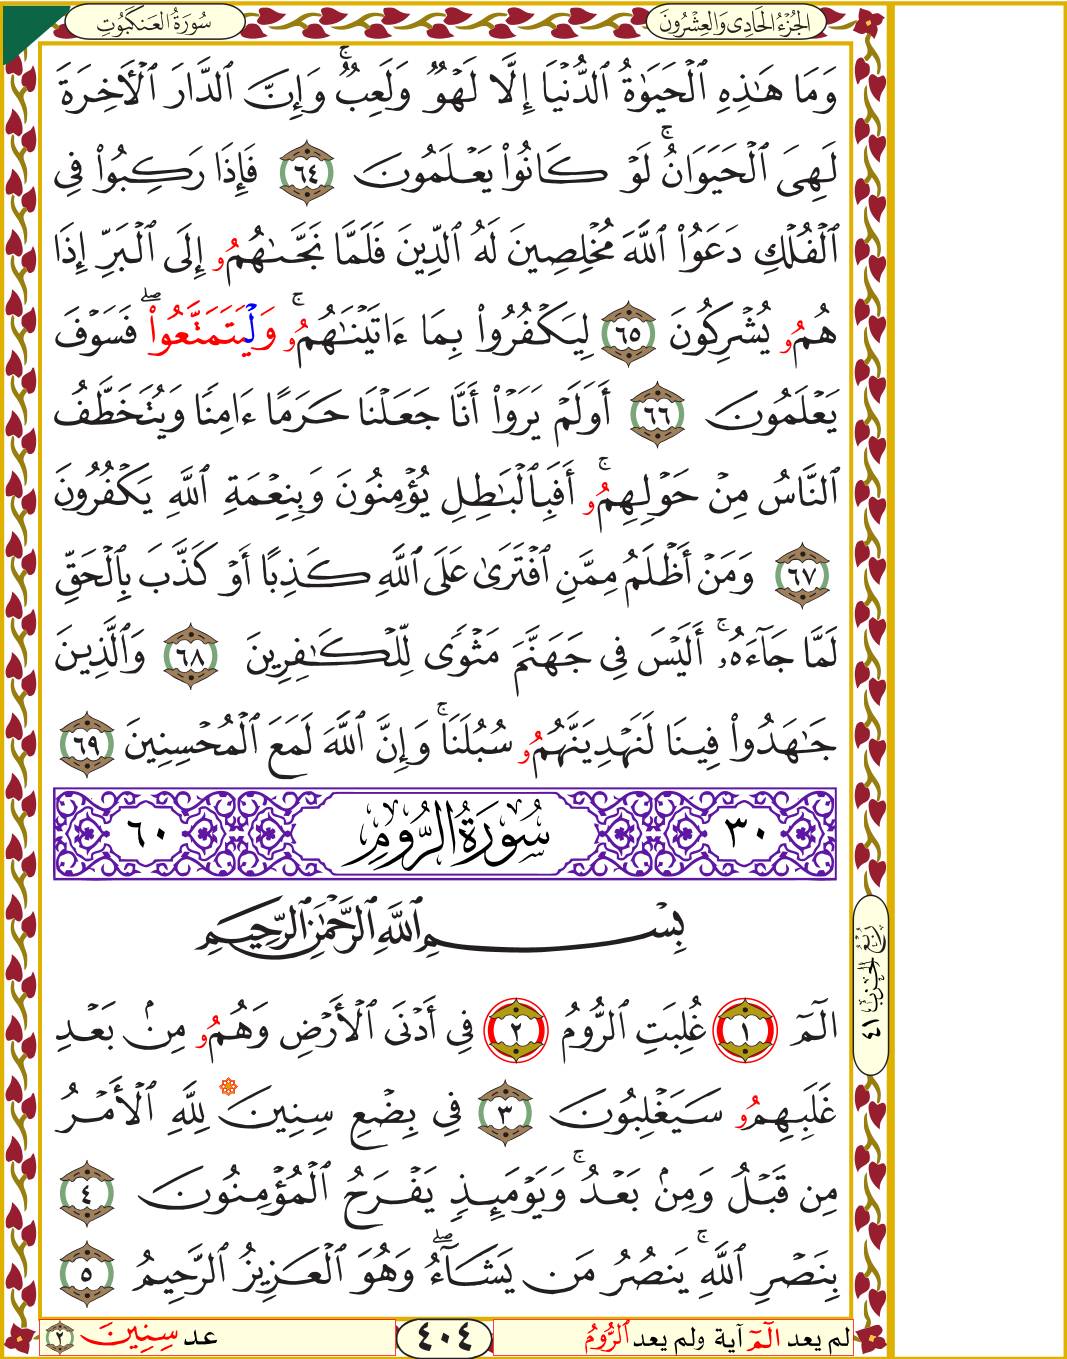 سُورَةُ العَنكَبُوتِ
الجُزْءُ الحَادِى وَالعِشْرُونَ
وَمَا هَٰذِهِ ٱلْحَيَوٰةُ ٱلدُّنْيَا إِلَّا لَهْوٌ وَلَعِبٌ ۚ وَإِنَّ ٱلدَّارَ ٱلْأَخِرَةَ
لَهِىَ ٱلْحَيَوَانُ ۚ لَوْ كَانُوا۟ يَعْلَمُونَ ٦٤ فَإِذَا رَكِبُوا۟ فِى
ٱلْفُلْكِ دَعَوُا۟ ٱللَّهَ مُخْلِصِينَ لَهُ ٱلدِّينَ فَلَمَّا نَجَّىٰهُمُۥ إِلَى ٱلْبَرِّ إِذَا
هُمُۥ يُشْرِكُونَ ٦٥ لِيَكْفُرُوا۟ بِمَا ءَاتَيْنَٰهُمُۥ ۚ وَلْيَتَمَتَّعُوا۟ ۖ فَسَوْفَ
يَعْلَمُونَ ٦٦ أَوَلَمْ يَرَوْا۟ أَنَّا جَعَلْنَا حَرَمًا ءَامِنًا وَيُتَخَطَّفُ
ٱلنَّاسُ مِنْ حَوْلِهِمُۥ ۚ أَفَبِٱلْبَٰطِلِ يُؤْمِنُونَ وَبِنِعْمَةِ ٱللَّهِ يَكْفُرُونَ
٦٧ وَمَنْ أَظْلَمُ مِمَّنِ ٱفْتَرَىٰ عَلَى ٱللَّهِ كَذِبًا أَوْ كَذَّبَ بِٱلْحَقِّ
لَمَّا جَآءَهُۥ ۚ أَلَيْسَ فِى جَهَنَّمَ مَثْوًى لِّلْكَٰفِرِينَ ٦٨ وَٱلَّذِينَ
جَٰهَدُوا۟ فِينَا لَنَهْدِيَنَّهُمُۥ سُبُلَنَا ۚ وَإِنَّ ٱللَّهَ لَمَعَ ٱلْمُحْسِنِينَ ٦٩
٣٠ سُورَةُ الرُّومِ ٦٠
بِسْمِ ٱللَّهِ ٱلرَّحْمَٰنِ ٱلرَّحِيمِ
الٓمٓ ١ غُلِبَتِ ٱلرُّومُ ٢ فِى أَدْنَى ٱلْأَرْضِ وَهُمُۥ مِنۢ بَعْدِ
غَلَبِهِمُۥ سَيَغْلِبُونَ ٣ فِى بِضْعِ سِنِينَ ۗ لِلَّهِ ٱلْأَمْرُ
مِن قَبْلُ وَمِنۢ بَعْدُ ۚ وَيَوْمَئِذٍ يَفْرَحُ ٱلْمُؤْمِنُونَ ٤
بِنَصْرِ ٱللَّهِ ۚ يَنصُرُ مَن يَشَآءُ ۖ وَهُوَ ٱلْعَزِيزُ ٱلرَّحِيمُ ٥
رُبْعُ الحِزْبِ ٤١
لم يعد الٓمٓ آية ولم يعد ٱلرُّومُ
٤٠٤
عد سِنِينَ ٢